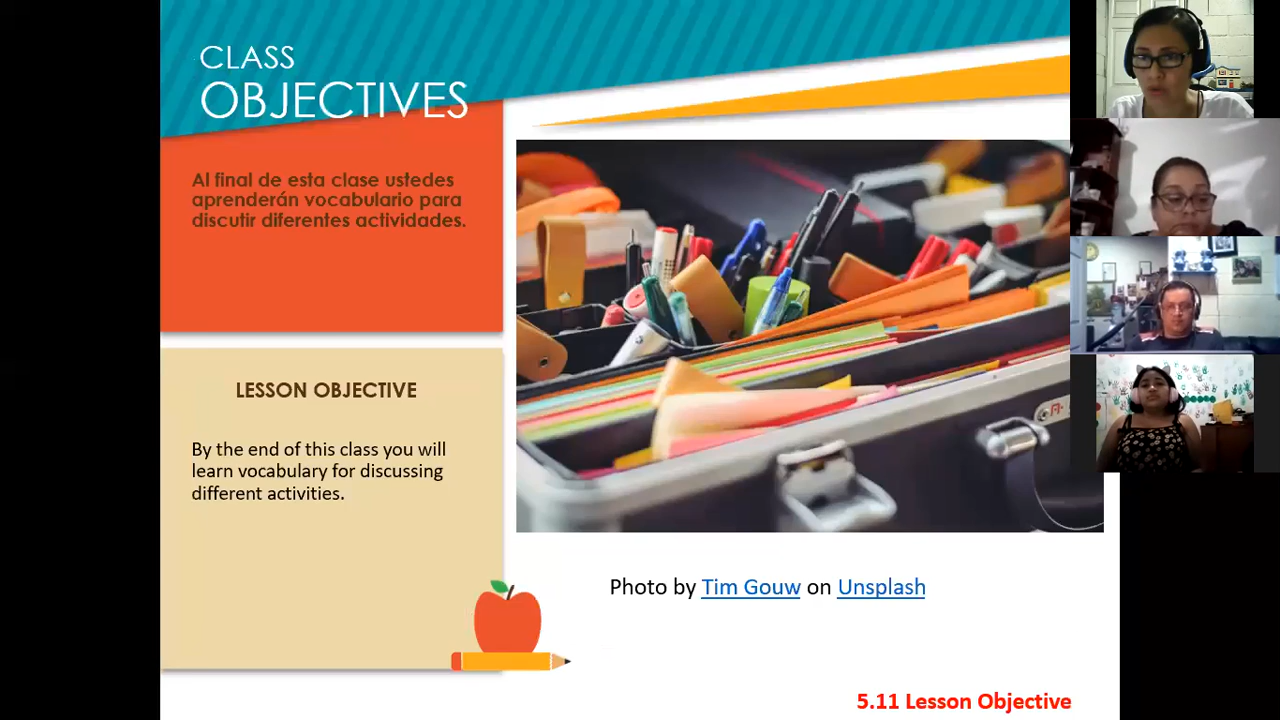 CLASS
OBJECTIVES
Al final de esta clase ustedes
aprenderán vocabulario para
discutir diferentes actividades.
LESSON OBJECTIVE
By the end of this class you will
learn vocabulary for discussing
different activities.
Photo by Tim Gouw on Unsplash
5.11 Lesson Objective